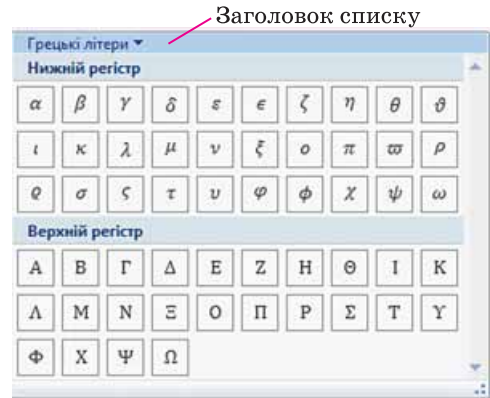 Заголовок списку
Грецькі літери
Нижній регістр
α β γ δ ε ϵ ζ η θ ϑ
ι κ λ μ ν ξ ο π ϖ ρ
ϱ σ ς τ υ φ ϕ χ ψ ω
Верхній регістр
Α Β Γ Δ Ε Ζ Η Θ Ι Κ
Λ Μ Ν Ξ Ο Π Ρ Σ Τ Υ
Φ Χ Ψ Ω